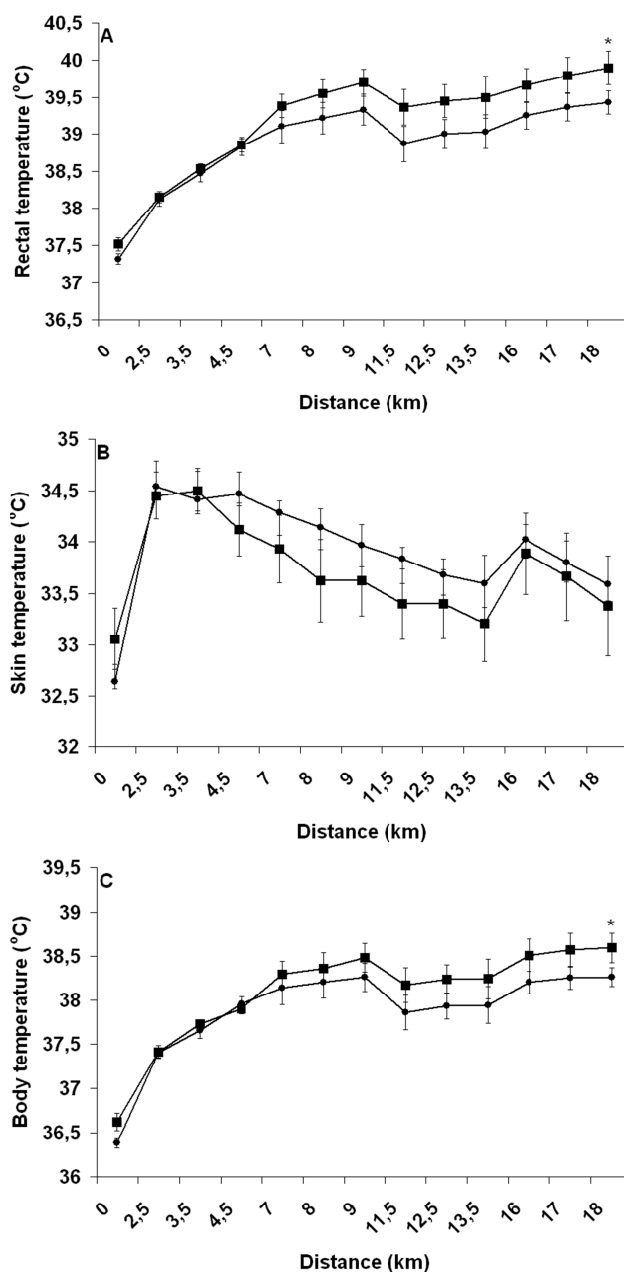 A
*
Rectal temperature (°C)
40,5
40
39,5
39
38,5
38
37,5
37
36,5
0 2,5 3,5 4,5 7 8 9 11,5 12,5 13,5 16 17 18
Distance (km)
B
Skin temperature (°C)
35
34,5
34
33,5
33
32,5
32
0 2,5 3,5 4,5 7 8 9 11,5 12,5 13,5 16 17 18
Distance (km)
C
*
Body temperature (°C)
39,5
39
38,5
38
37,5
37
36,5
36
0 2,5 3,5 4,5 7 8 9 11,5 12,5 13,5 16 17 18
Distance (km)